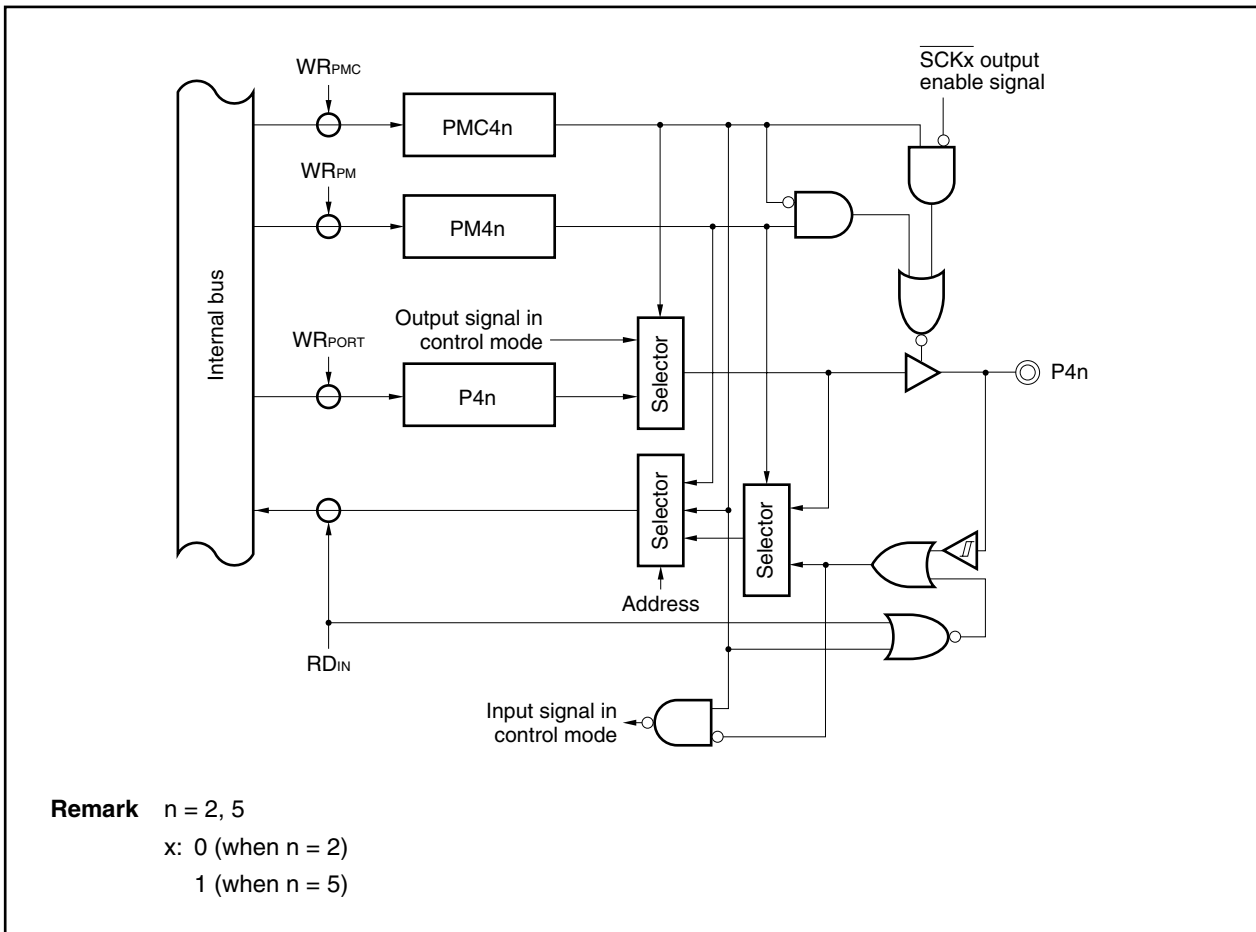 WRPMC
PMC4n
S̅C̅K̅x̅ output
enable signal
WRPM
PM4n
Internal bus
Output signal in
control mode
Selector
WRPORT
P4n
P4n
Selector
Selector
Address
RDIN
Input signal in
control mode
Remark n = 2, 5
x: 0 (when n = 2)
1 (when n = 5)